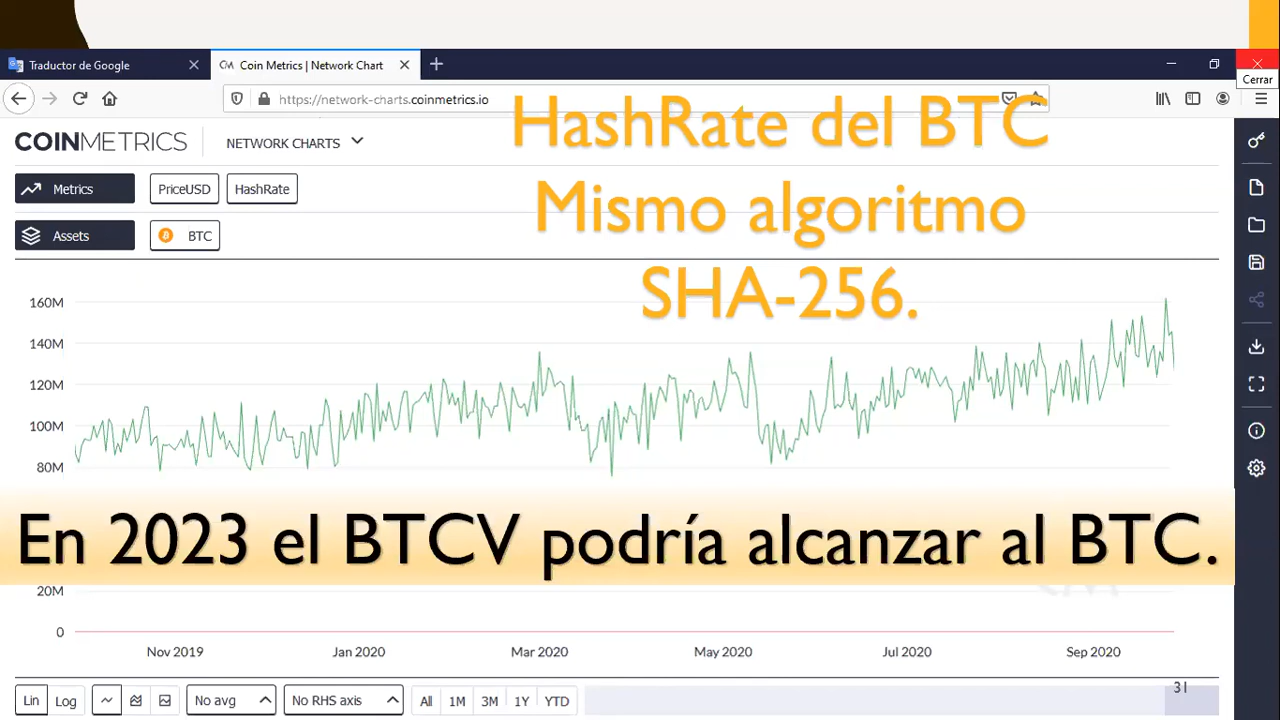 Traductor de Google
CM Coin Metrics | Network Chart
Cerrar
https://network-charts.coinmetrics.io
HashRate del BTC
Mismo algoritmo
SHA-256.
COINMETRICS
NETWORK CHARTS
Metrics
PriceUSD
HashRate
Assets
BTC
160M
140M
120M
100M
80M
En 2023 el BTCV podría alcanzar al BTC.
20M
0
Nov 2019
Jan 2020
Mar 2020
May 2020
Jul 2020
Sep 2020
Lin
Log
No avg
No RHS axis
All
1M
3M
1Y
YTD
31